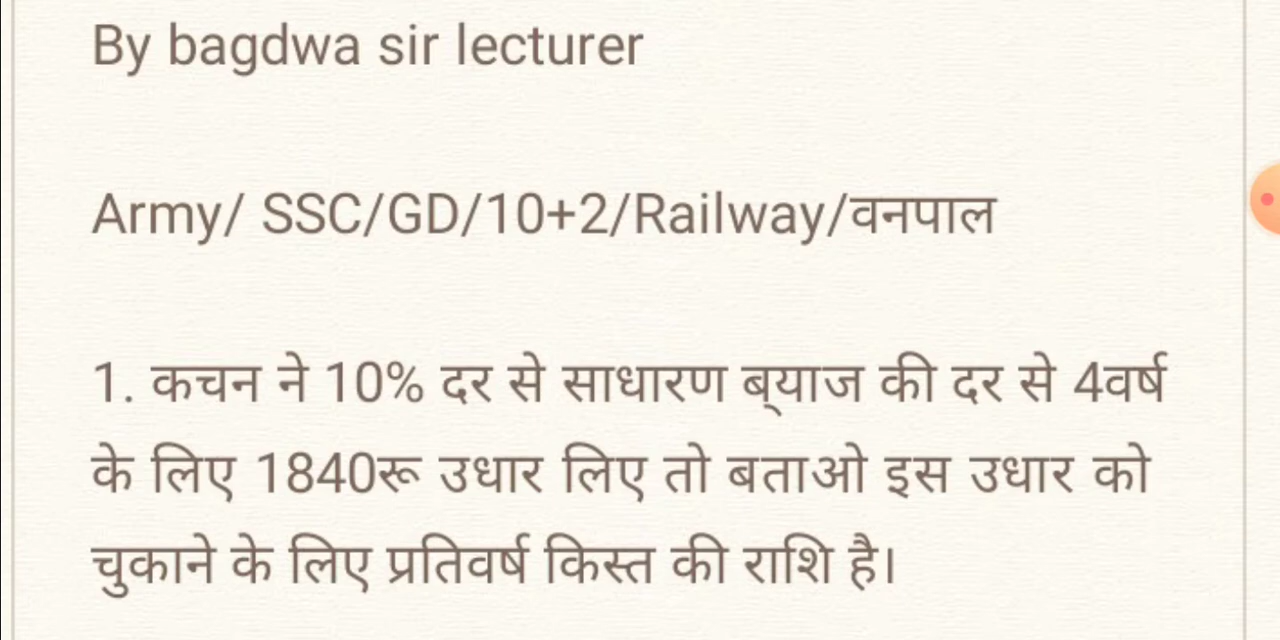 By bagdwa sir lecturer
Army/ SSC/GD/10+2/Railway/वनपाल
1. कचन ने 10% दर से साधारण ब्याज की दर से 4वर्ष
के लिए 1840रू उधार लिए तो बताओ इस उधार को
चुकाने के लिए प्रतिवर्ष किस्त की राशि है।